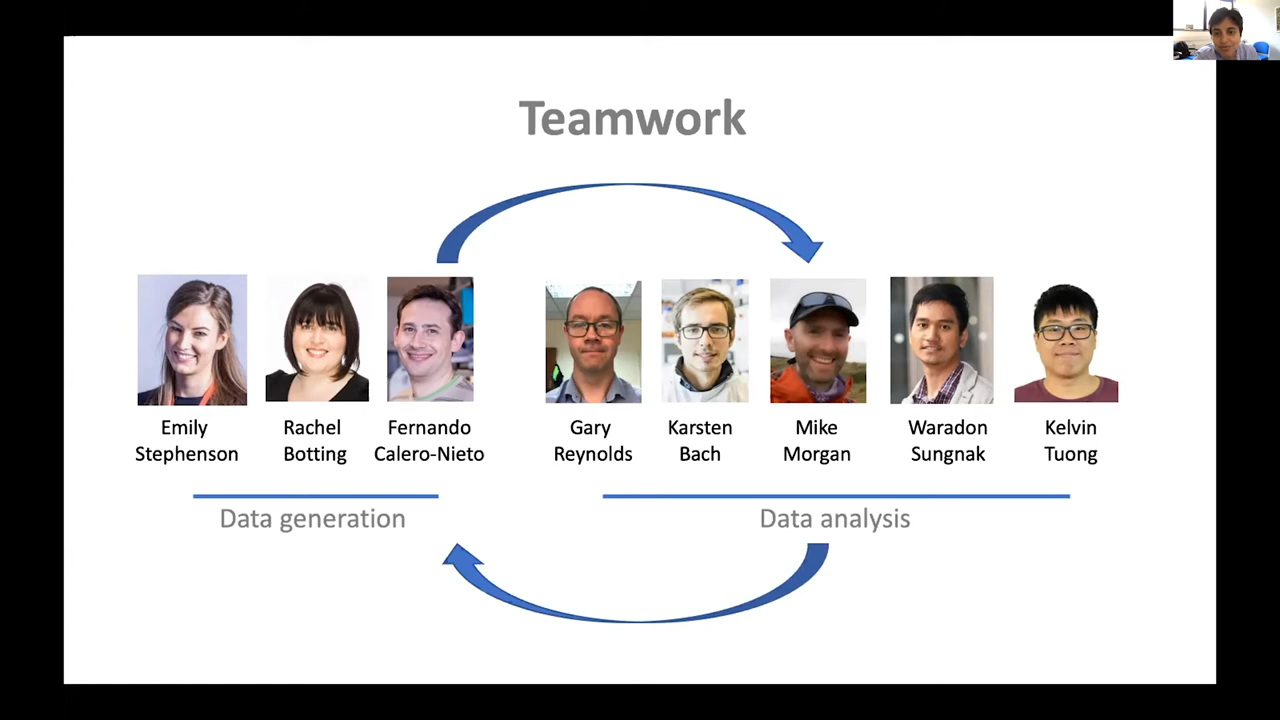 Teamwork
Emily
Stephenson
Rachel
Botting
Fernando
Calero-Nieto
Gary
Reynolds
Karsten
Bach
Mike
Morgan
Waradon
Sungnak
Kelvin
Tuong
Data generation
Data analysis